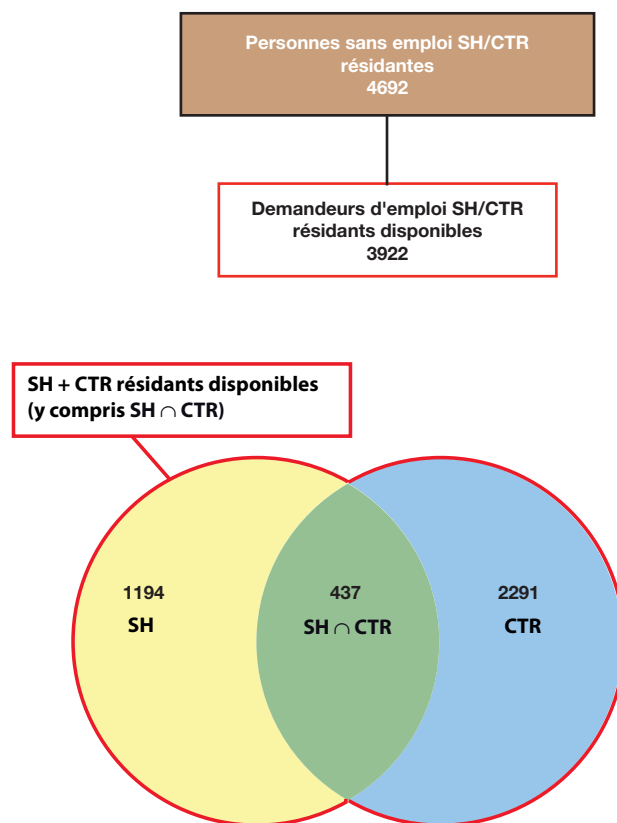 Personnes sans emploi SH/CTR
résidantes
4692
Demandeurs d'emploi SH/CTR
résidants disponibles
3922
SH + CTR résidants disponibles
(y compris SH ∩ CTR)
1194
SH
437
SH ∩ CTR
2291
CTR